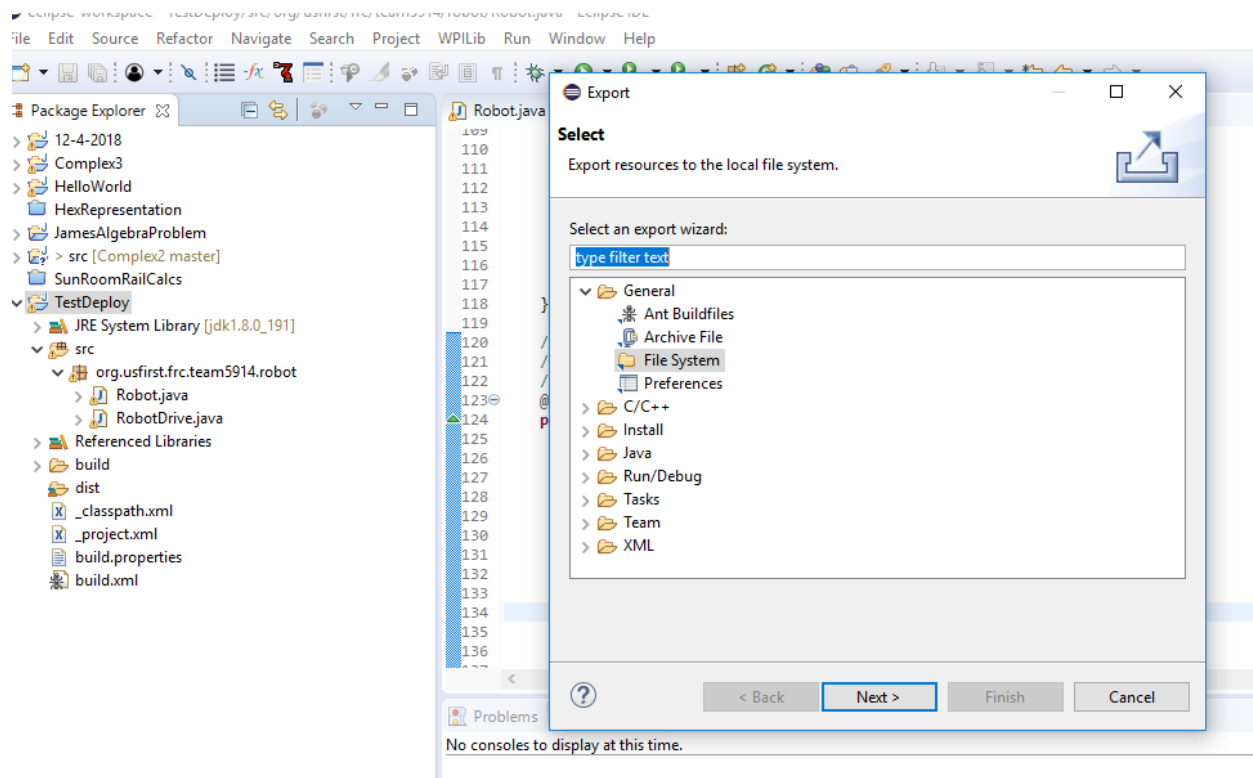 File Edit Source Refactor Navigate Search Project WPILib Run Window Help
Package Explorer
12-4-2018
Complex3
HelloWorld
HexRepresentation
JamesAlgebraProblem
> src [Complex2 master]
SunRoomRailCalcs
TestDeploy
JRE System Library [jdk1.8.0_191]
src
org.usfirst.frc.team5914.robot
Robot.java
RobotDrive.java
Referenced Libraries
build
dist
_classpath.xml
_project.xml
build.properties
build.xml
Robot.java
109
110
111
112
113
114
115
116
117
118 }
119
120 /
121 /
122 /
123 @
124 p
125
126
127
128
129
130
131
132
133
134
135
136
Export
Select
Export resources to the local file system.
Select an export wizard:
type filter text
General
Ant Buildfiles
Archive File
File System
Preferences
C/C++
Install
Java
Run/Debug
Tasks
Team
XML
< Back
Next >
Finish
Cancel
Problems
No consoles to display at this time.